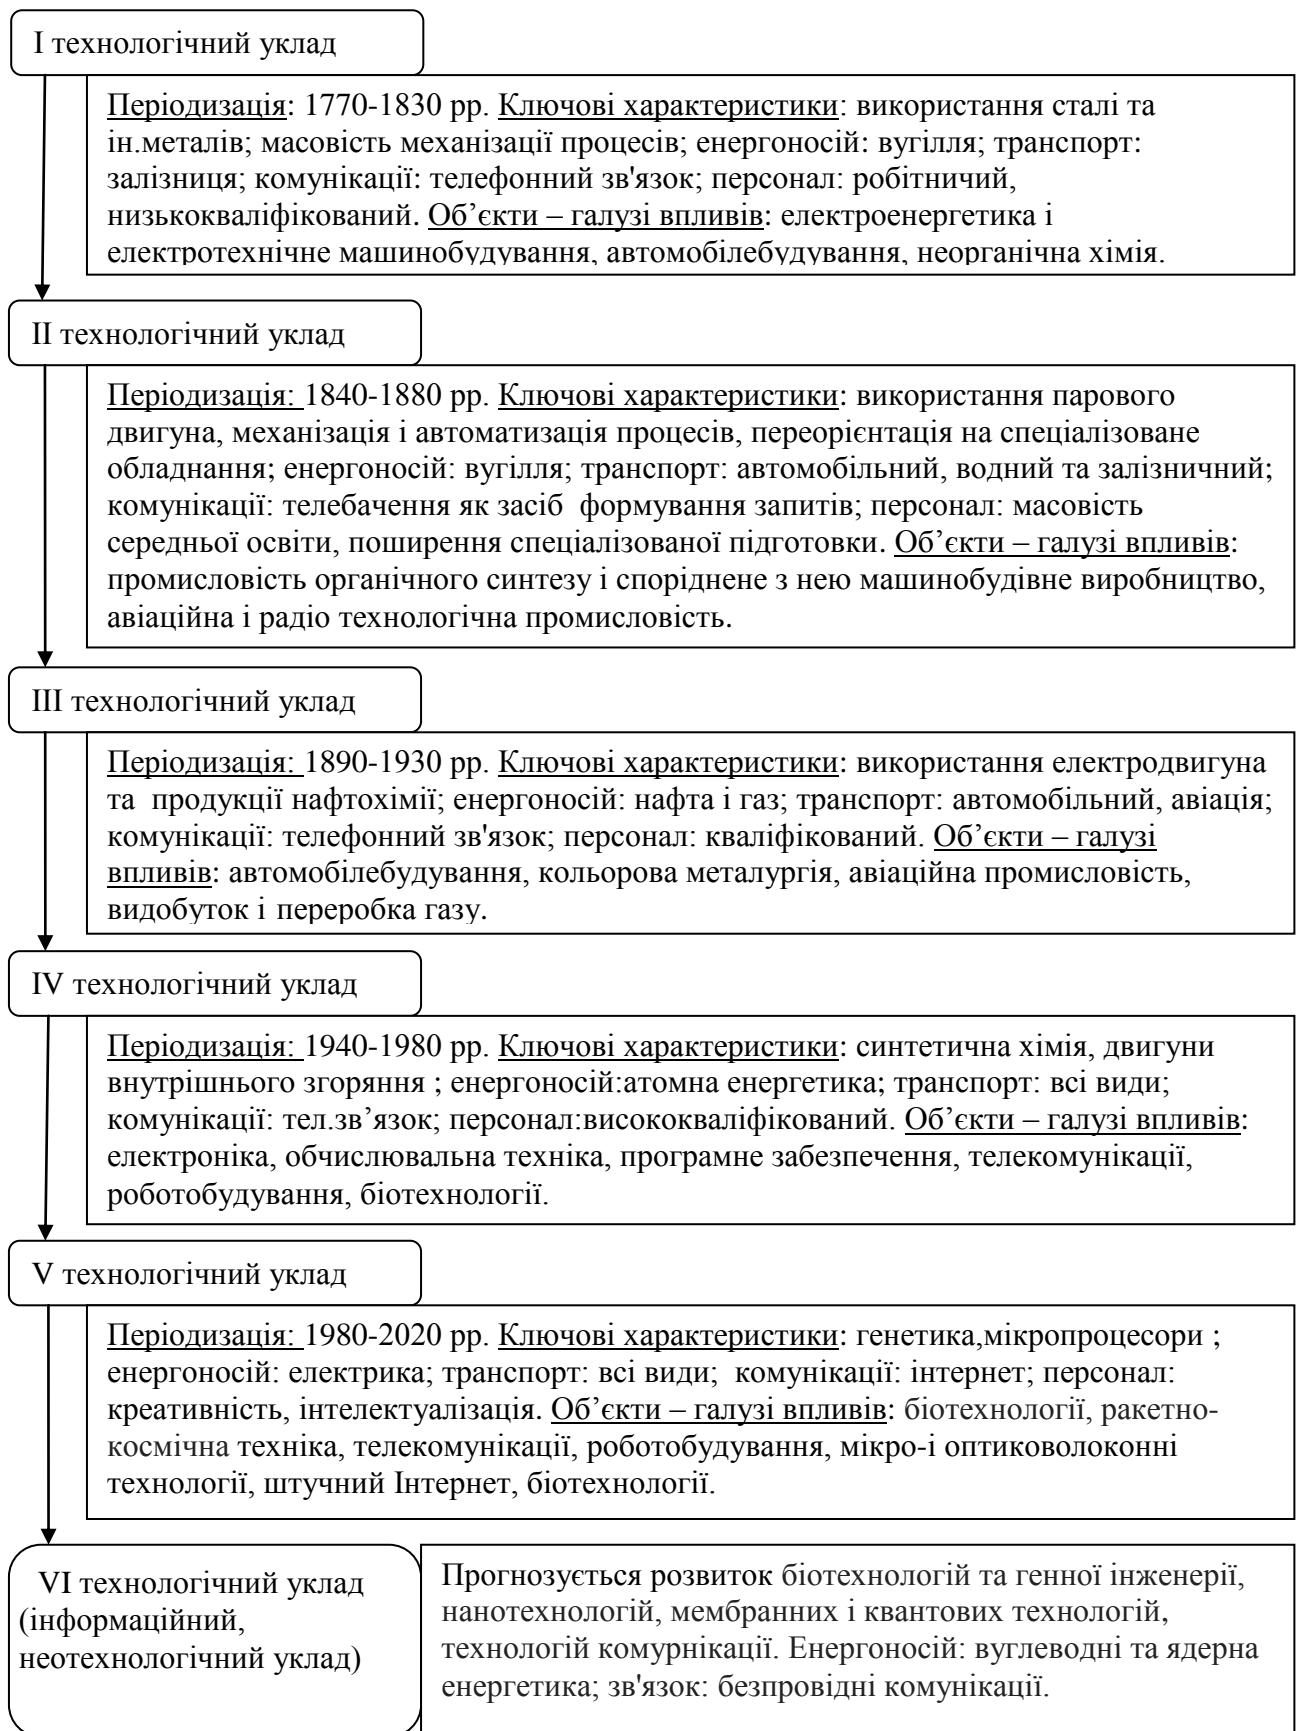 І технологічний уклад
Періодизація: 1770-1830 рр. Ключові характеристики: використання сталі та
ін.металів; масовість механізації процесів; енергоносій: вугілля; транспорт:
залізниця; комунікації: телефонний зв'язок; персонал: робітничий,
низькокваліфікований. Об’єкти – галузі впливів: електроенергетика і
електротехнічне машинобудування, автомобілебудування, неорганічна хімія.
ІІ технологічний уклад
Періодизація: 1840-1880 рр. Ключові характеристики: використання парового
двигуна, механізація і автоматизація процесів, переорієнтація на спеціалізоване
обладнання; енергоносій: вугілля; транспорт: автомобільний, водний та залізничний;
комунікації: телебачення як засіб формування запитів; персонал: масовість
середньої освіти, поширення спеціалізованої підготовки. Об’єкти – галузі впливів:
промисловість органічного синтезу і споріднене з нею машинобудівне виробництво,
авіаційна і радіо технологічна промисловість.
ІІІ технологічний уклад
Періодизація: 1890-1930 рр. Ключові характеристики: використання електродвигуна
та продукції нафтохімії; енергоносій: нафта і газ; транспорт: автомобільний, авіація;
комунікації: телефонний зв'язок; персонал: кваліфікований. Об’єкти – галузі
впливів: автомобілебудування, кольорова металургія, авіаційна промисловість,
видобуток і переробка газу.
IV технологічний уклад
Періодизація: 1940-1980 рр. Ключові характеристики: синтетична хімія, двигуни
внутрішнього згоряння ; енергоносій:атомна енергетика; транспорт: всі види;
комунікації: тел.зв’язок; персонал:висококваліфікований. Об’єкти – галузі впливів:
електроніка, обчислювальна техніка, програмне забезпечення, телекомунікації,
роботобудування, біотехнології.
V технологічний уклад
Періодизація: 1980-2020 рр. Ключові характеристики: генетика,мікропроцесори ;
енергоносій: електрика; транспорт: всі види; комунікації: інтернет; персонал:
креативність, інтелектуалізація. Об’єкти – галузі впливів: біотехнології, ракетно-
космічна техніка, телекомунікації, роботобудування, мікро-і оптиковолоконні
технології, штучний Інтернет, біотехнології.
VI технологічний уклад
(інформаційний,
неотехнологічний уклад)
Прогнозується розвиток біотехнологій та генної інженерії,
нанотехнологій, мембранних і квантових технологій,
технологій комурнікації. Енергоносій: вуглеводні та ядерна
енергетика; зв'язок: безпровідні комунікації.